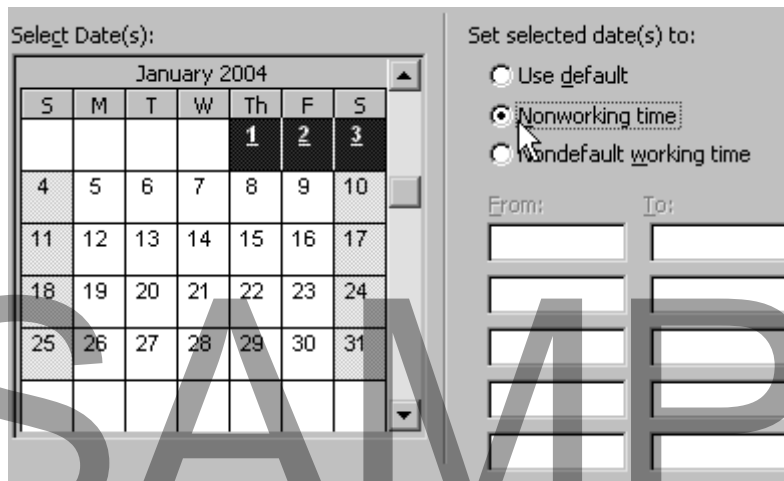 Select Date(s):
January 2004
S M T W Th F S
1 2 3
4 5 6 7 8 9 10
11 12 13 14 15 16 17
18 19 20 21 22 23 24
25 26 27 28 29 30 31
Set selected date(s) to:
Use default
Nonworking time
Nondefault working time
From: To:
SAMP